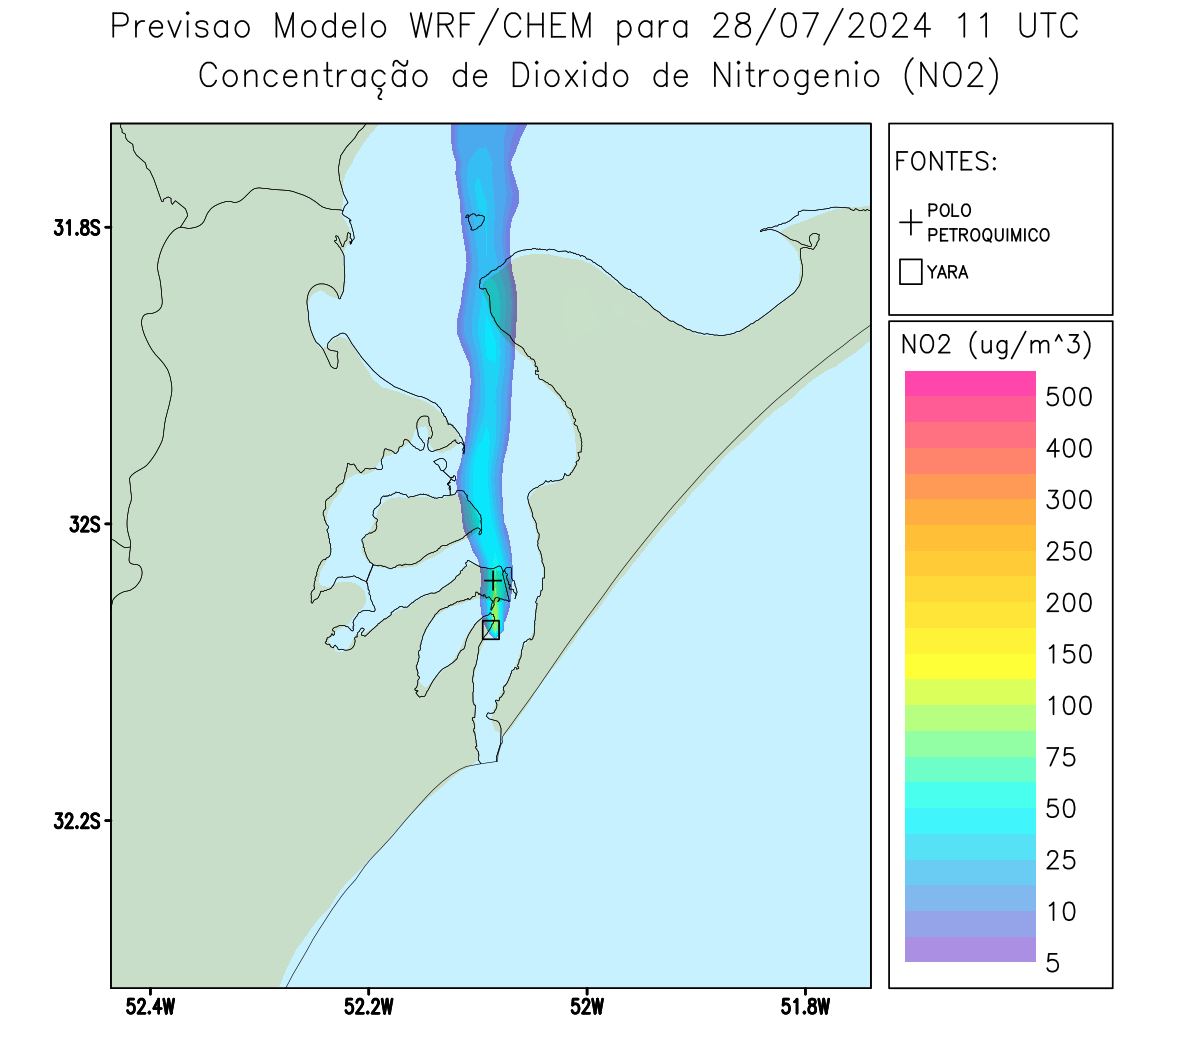 Previsao Modelo WRF/CHEM para 28/07/2024 11 UTC
Concentração de Dioxido de Nitrogenio (NO2)
FONTES:
POLO
PETROQUIMICO
YARA
31.8S
32S
32.2S
52.4W
52.2W
52W
51.8W
NO2 (ug/m^3)
500
400
300
250
200
150
100
75
50
25
10
5